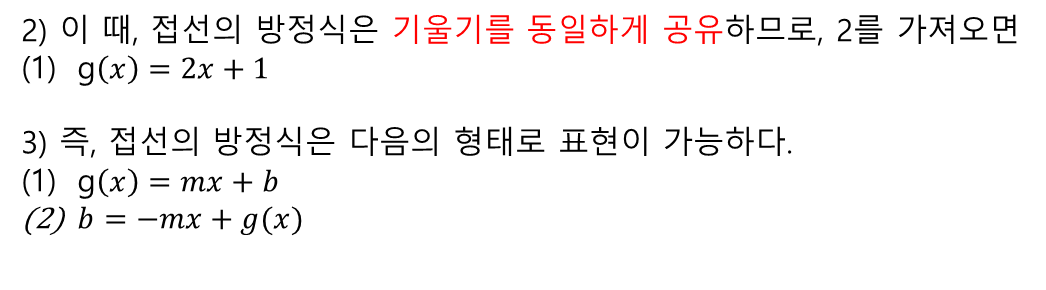 2) 이 때, 접선의 방정식은 기울기를 동일하게 공유하므로, 2를 가져오면
(1) g(x) = 2x + 1
3) 즉, 접선의 방정식은 다음의 형태로 표현이 가능하다.
(1) g(x) = mx + b
(2) b = −mx + g(x)